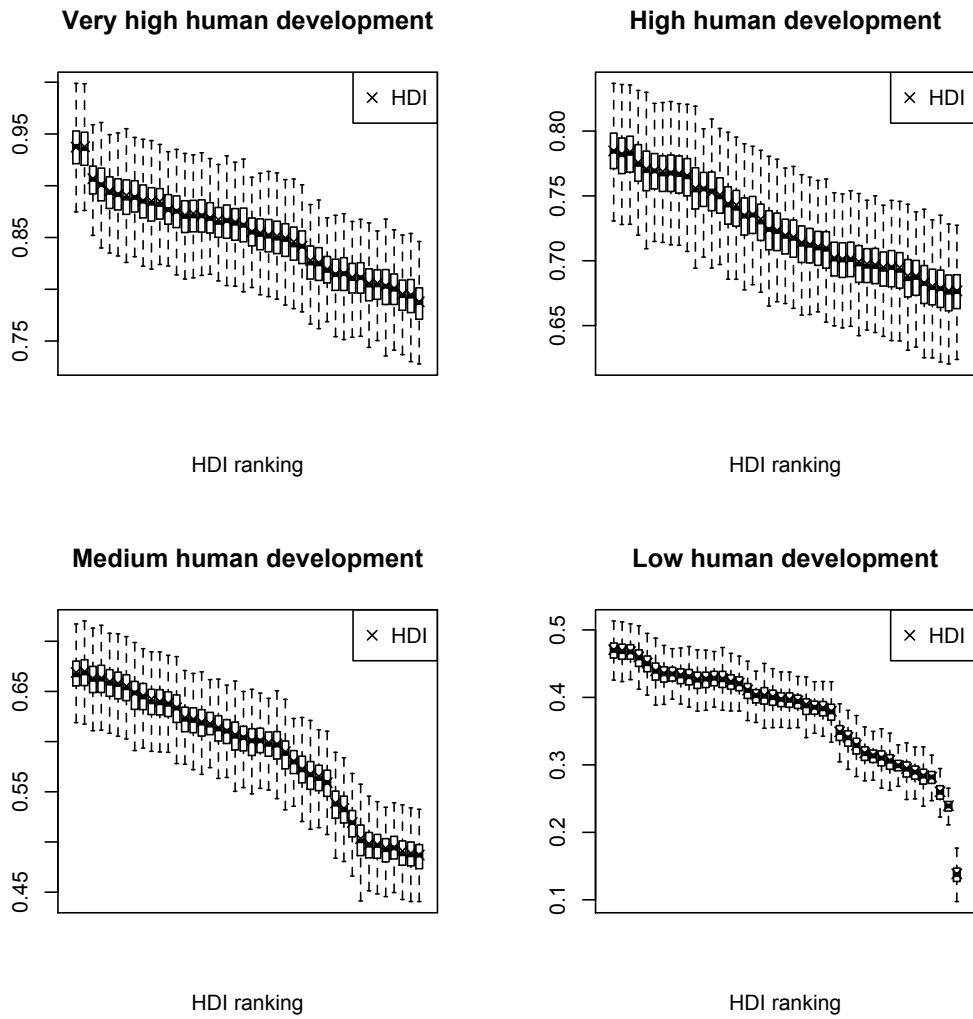 Very high human development
× HDI
0.95
0.85
0.75
HDI ranking
High human development
× HDI
0.80
0.75
0.70
0.65
HDI ranking
Medium human development
× HDI
0.65
0.55
0.45
HDI ranking
Low human development
× HDI
0.5
0.4
0.3
0.2
0.1
HDI ranking